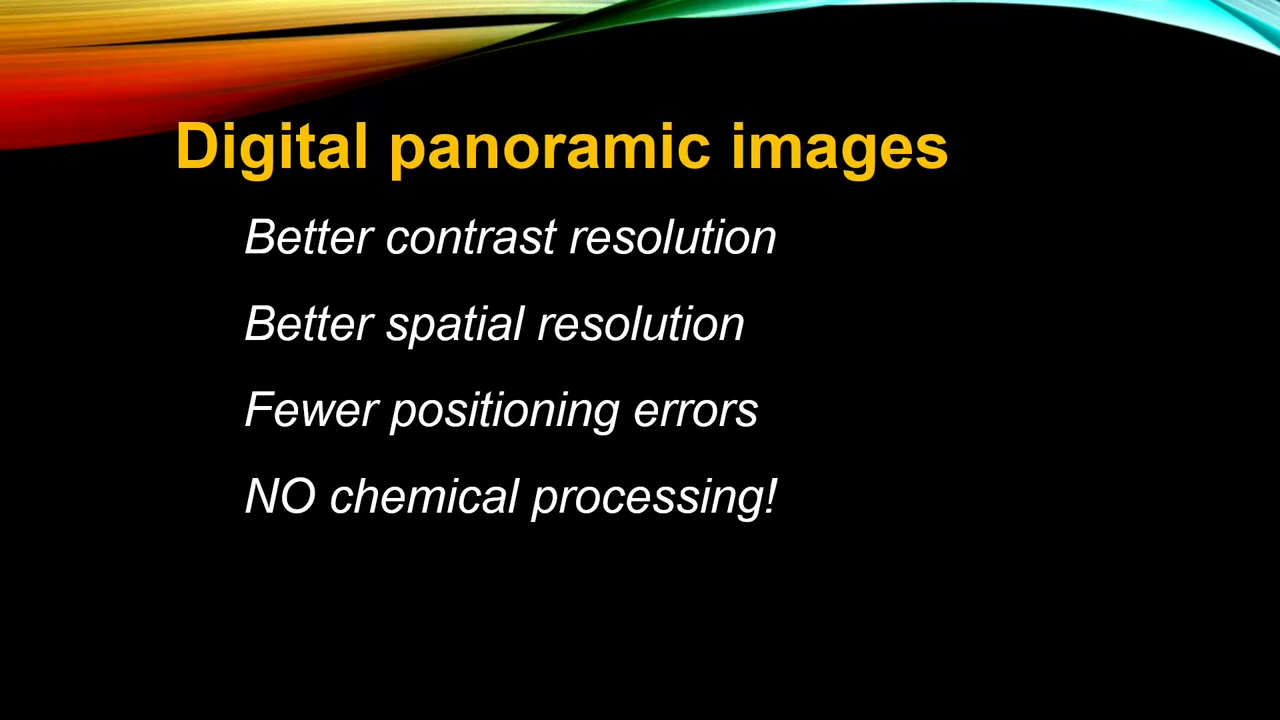 Digital panoramic images
Better contrast resolution
Better spatial resolution
Fewer positioning errors
NO chemical processing!